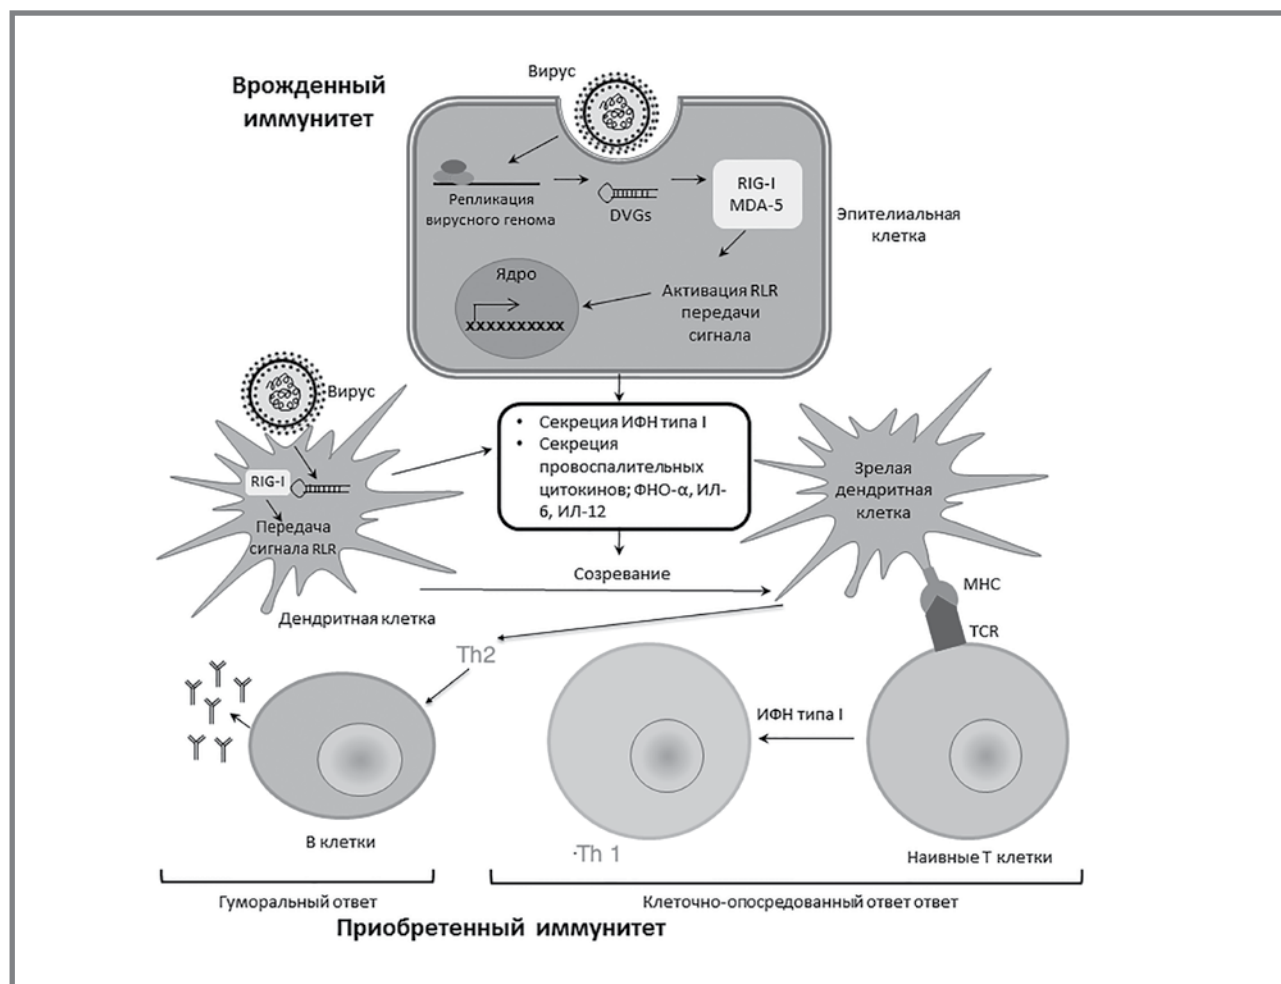 Врожденный
иммунитет
Вирус
RIG-I
MDA-5
Репликация
вирусного генома
DVGs
Эпителиальная
клетка
Ядро
Активация RLR
передачи
сигнала
XXXXXXXXXX
Вирус
• Секреция ИФН типа I
• Секреция
провоспалительных
цитокинов; ФНО-α, ИЛ-
6, ИЛ-12
Зрелая
дендритная
клетка
RIG-I
Передача
сигнала RLR
Созревание
MHC
Дендритная клетка
TCR
Th2
ИФН типа I
В клетки
·Th 1
Наивные Т клетки
Гуморальный ответ
Клеточно-опосредованный ответ ответ
Приобретенный иммунитет